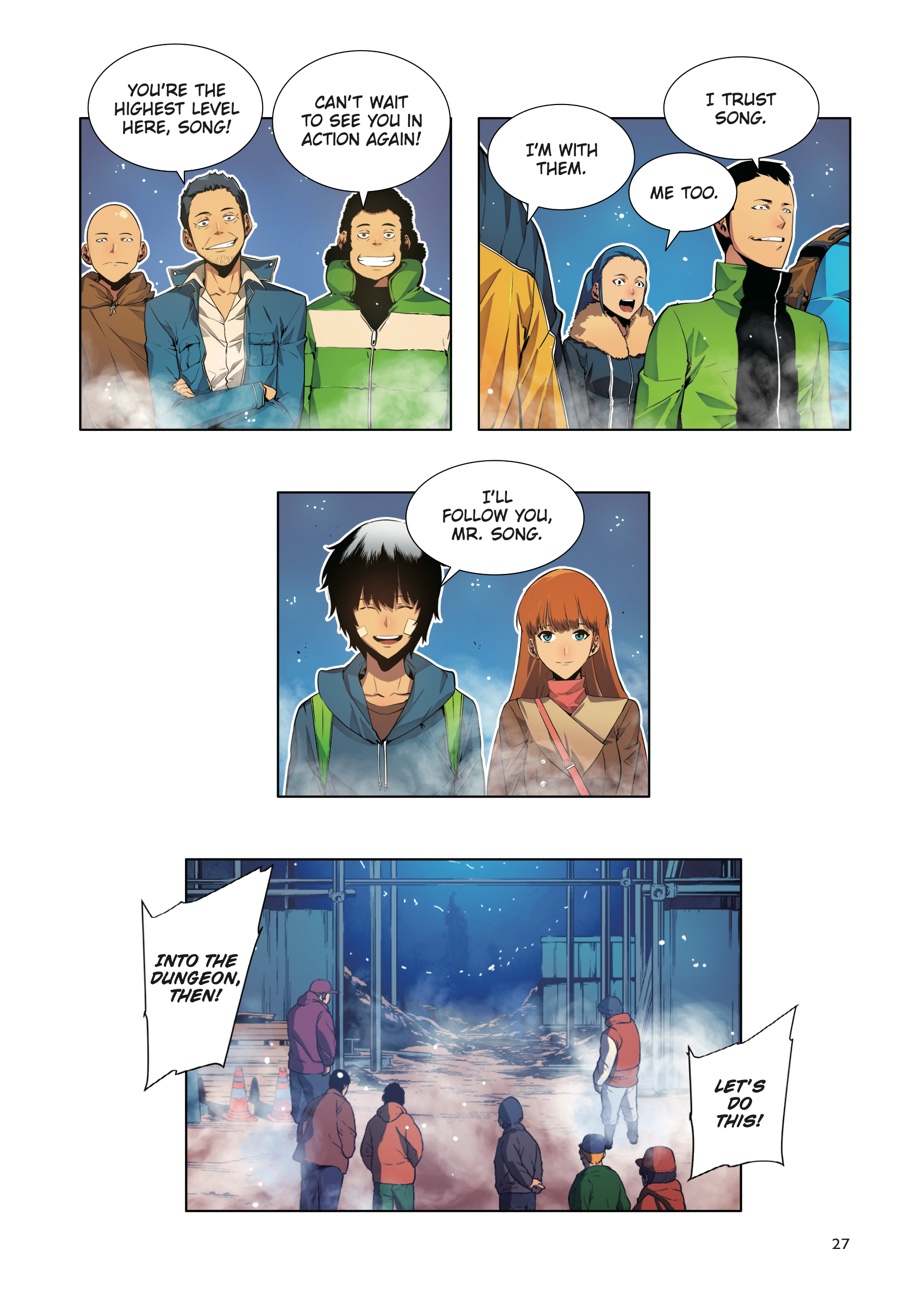 YOU'RE THE
HIGHEST LEVEL
HERE, SONG!
CAN'T WAIT
TO SEE YOU IN
ACTION AGAIN!
I'M WITH
THEM.
ME TOO.
I TRUST
SONG.
I'LL
FOLLOW YOU,
MR. SONG.
INTO THE
DUNGEON,
THEN!
LET'S
DO
THIS!
27